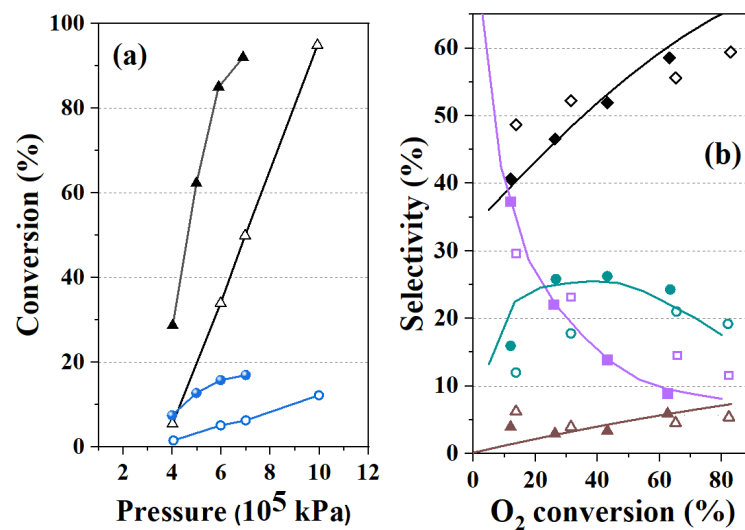 (a)
Conversion (%)
100
80
60
40
20
0
2 4 6 8 10 12
Pressure (10⁵ kPa)
(b)
Selectivity (%)
60
50
40
30
20
10
0
0 20 40 60 80
O₂ conversion (%)